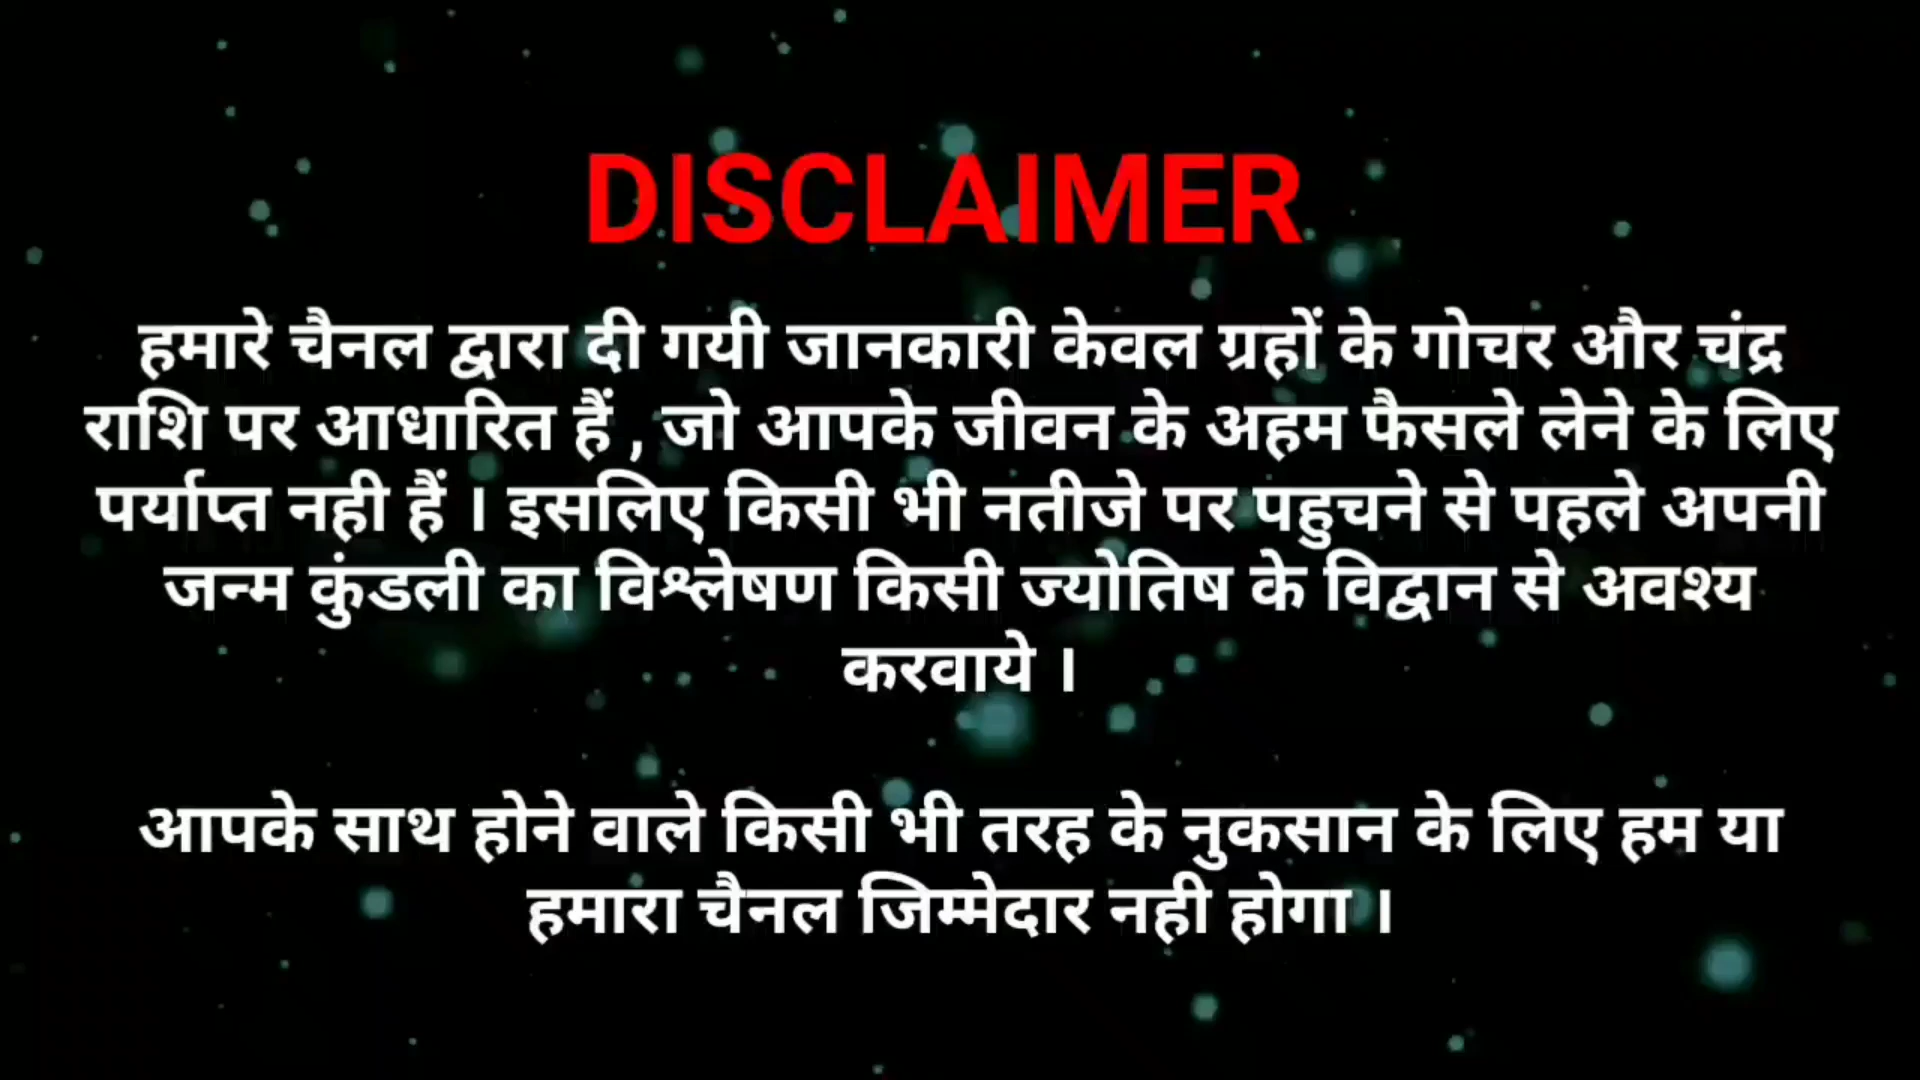 DISCLAIMER
हमारे चैनल द्वारा दी गयी जानकारी केवल ग्रहों के गोचर और चंद्र
राशि पर आधारित हैं , जो आपके जीवन के अहम फैसले लेने के लिए
पर्याप्त नही हैं । इसलिए किसी भी नतीजे पर पहुचने से पहले अपनी
जन्म कुंडली का विश्लेषण किसी ज्योतिष के विद्वान से अवश्य
करवाये ।
आपके साथ होने वाले किसी भी तरह के नुकसान के लिए हम या
हमारा चैनल जिम्मेदार नही होगा ।